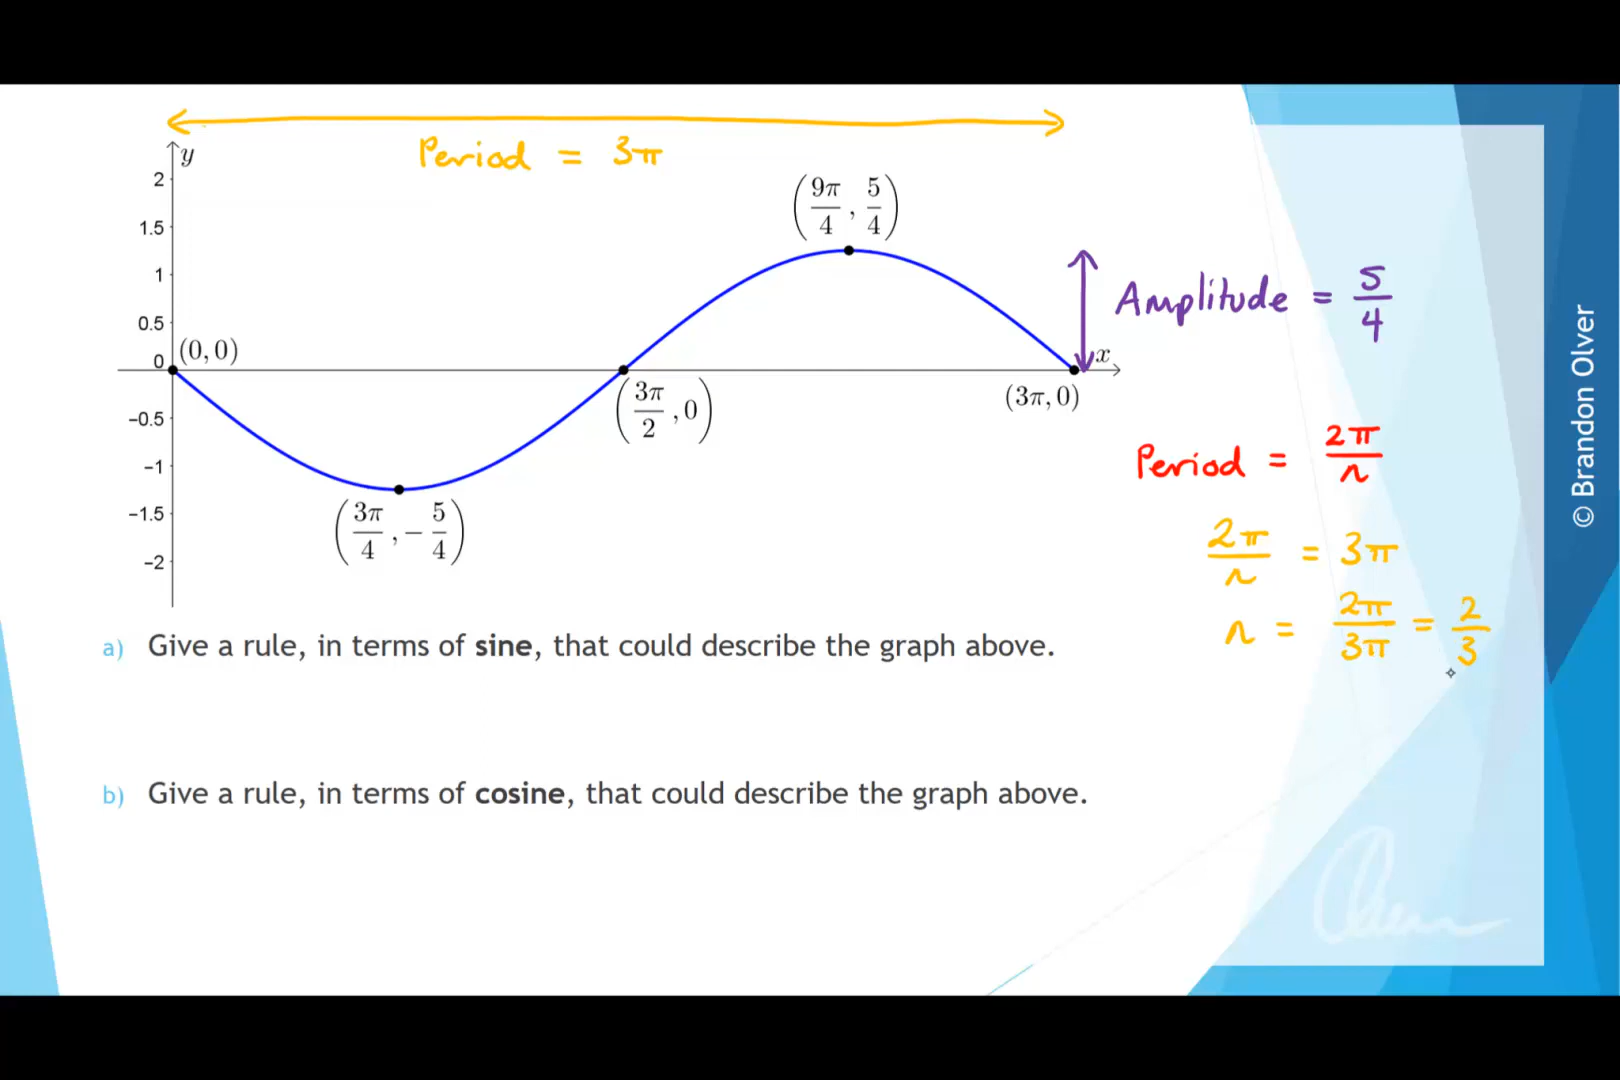 Period = 3π
y
2
1.5
1
0.5
0
−0.5
−1
−1.5
−2
(0, 0)
(3π/4, −5/4)
(3π/2, 0)
(9π/4, 5/4)
(3π, 0)
x
Amplitude = 5/4
Period = 2π/n
2π/n = 3π
n = 2π/3π = 2/3
a) Give a rule, in terms of sine, that could describe the graph above.
b) Give a rule, in terms of cosine, that could describe the graph above.
© Brandon Olver